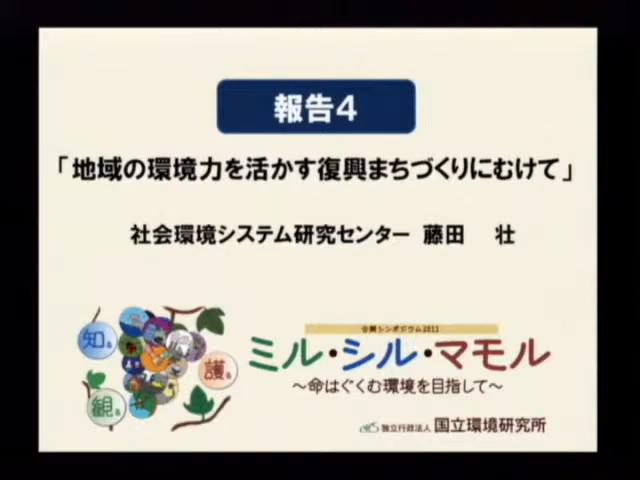 報告4
「地域の環境力を活かす復興まちづくりにむけて」
社会環境システム研究センター 藤田 壮
知る
護る
観る
公開シンポジウム2011
ミル・シル・マモル
～命はぐくむ環境を目指して～
独立行政法人 国立環境研究所